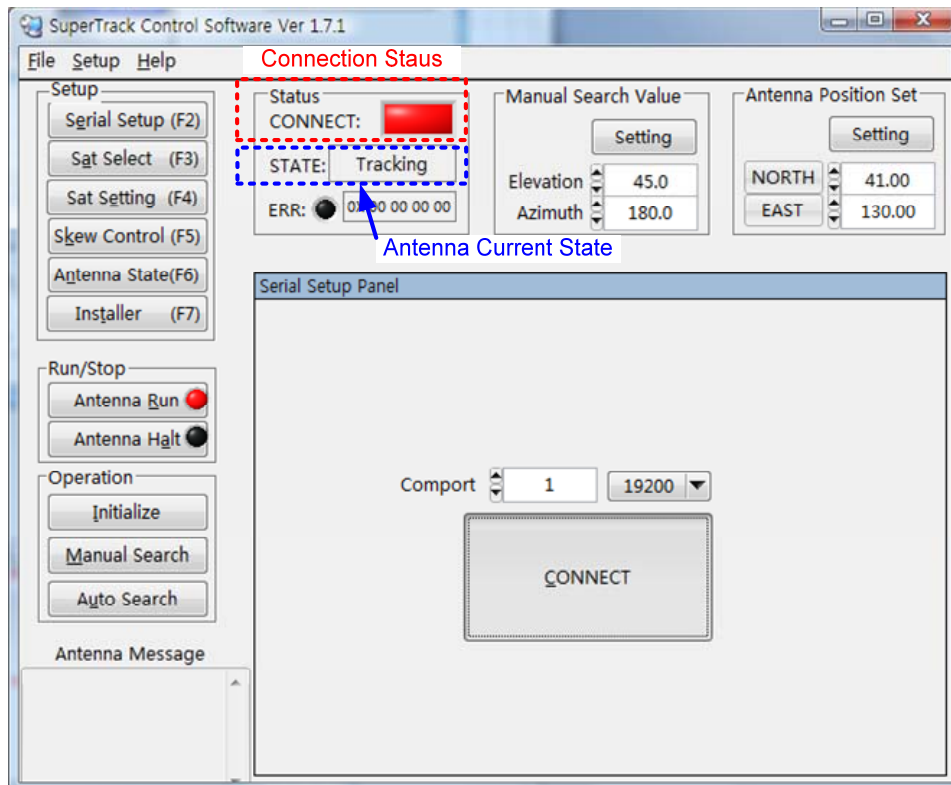 SuperTrack Control Software Ver 1.7.1
File Setup Help
Connection Staus
Setup
Serial Setup (F2)
Sat Select (F3)
Sat Setting (F4)
Skew Control (F5)
Antenna State(F6)
Installer (F7)
Status
CONNECT:
STATE: Tracking
ERR: 00 00 00 00
Antenna Current State
Manual Search Value
Setting
Elevation 45.0
Azimuth 180.0
Antenna Position Set
Setting
NORTH 41.00
EAST 130.00
Run/Stop
Antenna Run
Antenna Halt
Operation
Initialize
Manual Search
Auto Search
Antenna Message
Serial Setup Panel
Comport 1 19200
CONNECT